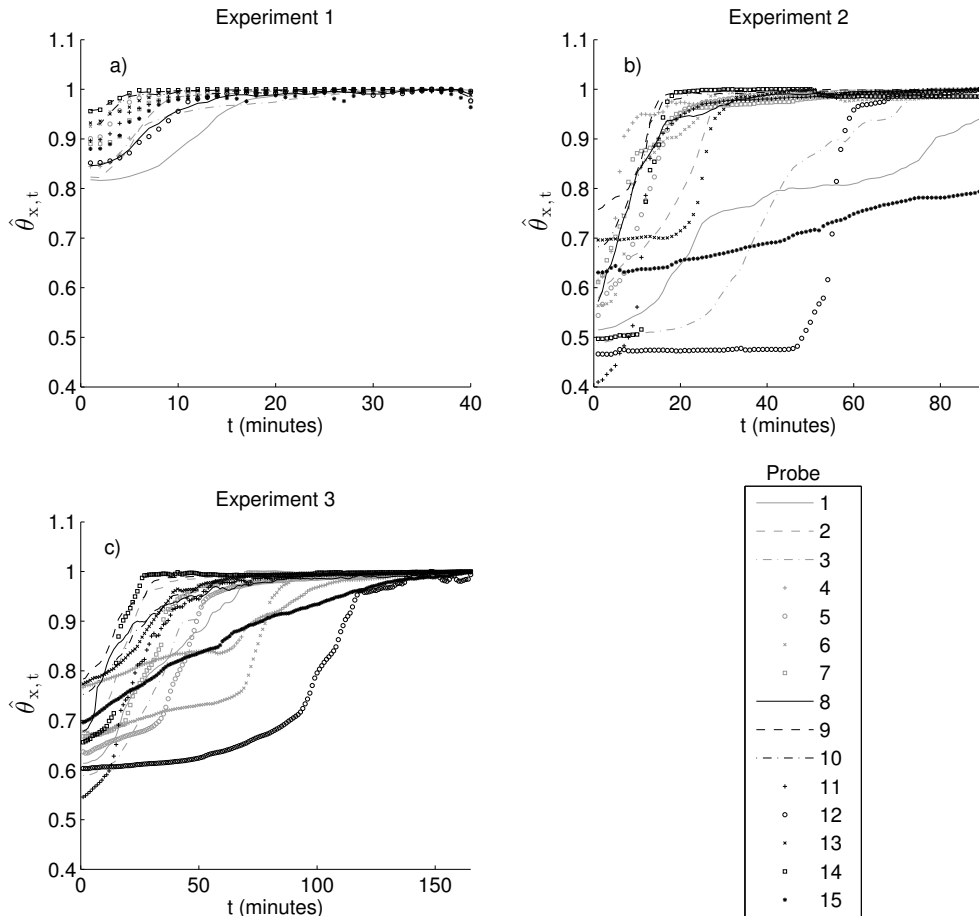 Experiment 1
a)
1.1
1
0.9
0.8
0.7
0.6
0.5
0.4
θ̂x,t
0 10 20 30 40
t (minutes)
Experiment 2
b)
1.1
1
0.9
0.8
0.7
0.6
0.5
0.4
θ̂x,t
0 20 40 60 80
t (minutes)
Experiment 3
c)
1.1
1
0.9
0.8
0.7
0.6
0.5
0.4
θ̂x,t
0 50 100 150
t (minutes)
Probe
1
2
3
4
5
6
7
8
9
10
11
12
13
14
15